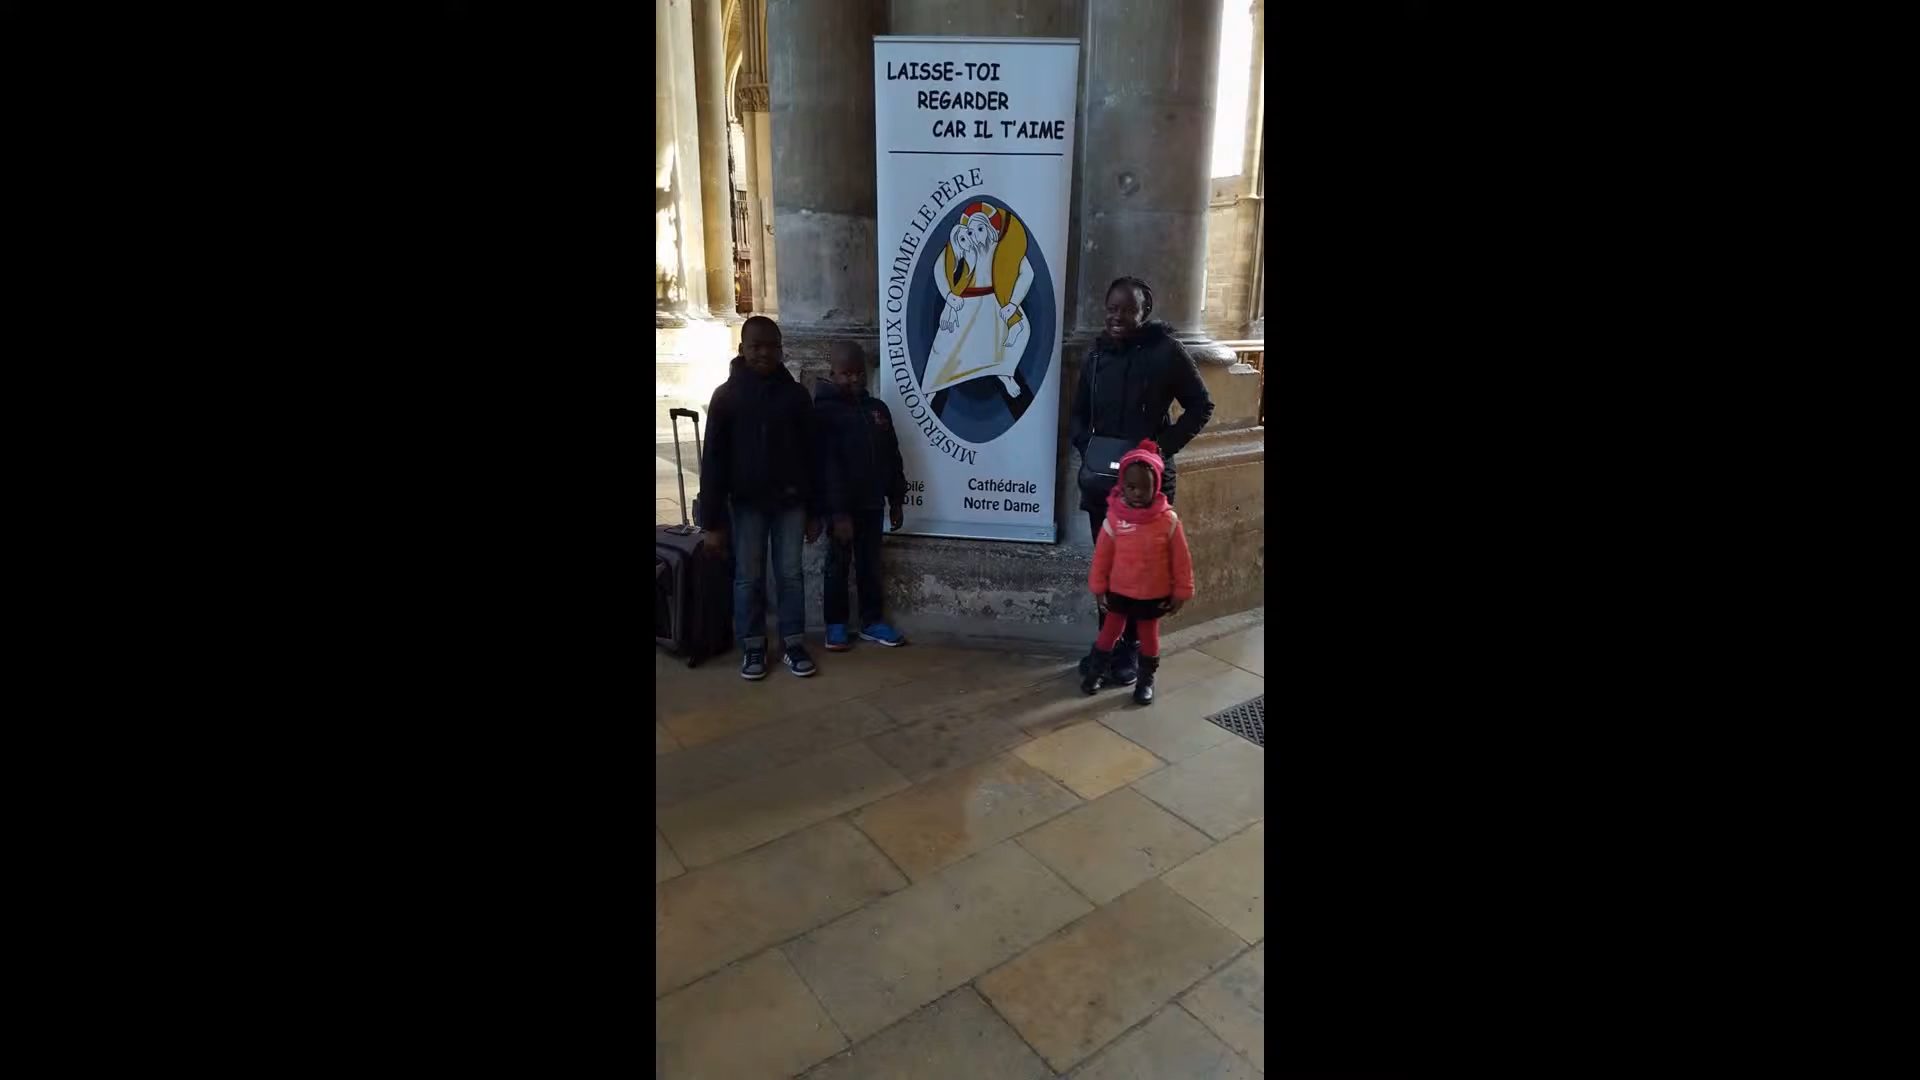 LAISSE-TOI
REGARDER
CAR IL T'AIME
MISÉRICORDIEUX COMME LE PÈRE
Cathédrale
Notre Dame